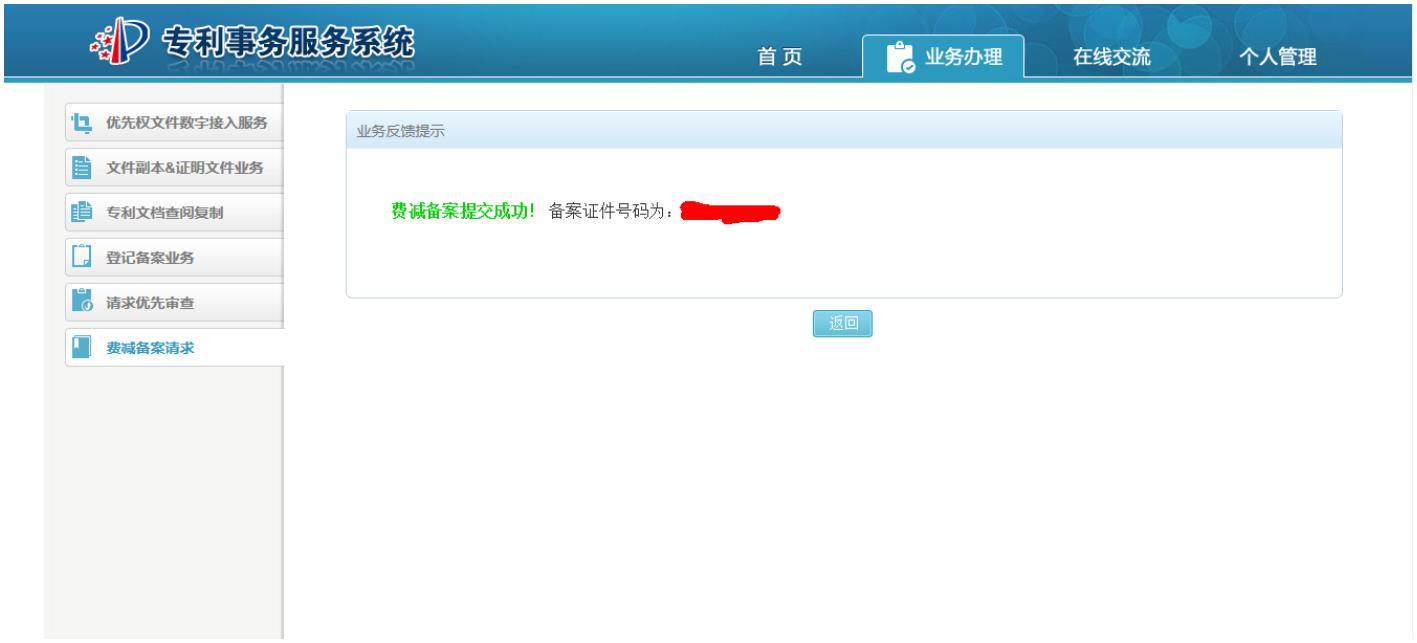 专利事务服务系统
首页
业务办理
在线交流
个人管理
优先权文件数字接入服务
文件副本&证明文件业务
专利文档查阅复制
登记备案业务
请求优先审查
费减备案请求
业务反馈提示
费减备案提交成功! 备案证件号码为:
返回